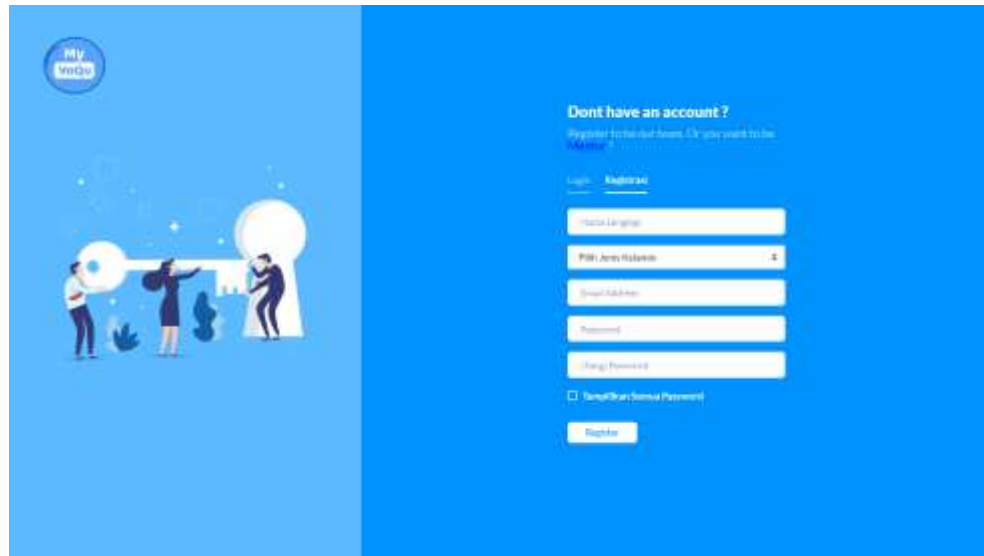 My
VoQu
Dont have an account ?
Register to be our team. Or you want to be
Mentor ?
Login Registrasi
Nama Lengkap
Pilih Jenis Kelamin
Email Address
Password
Ulangi Password
Tampilkan Semua Password
Register